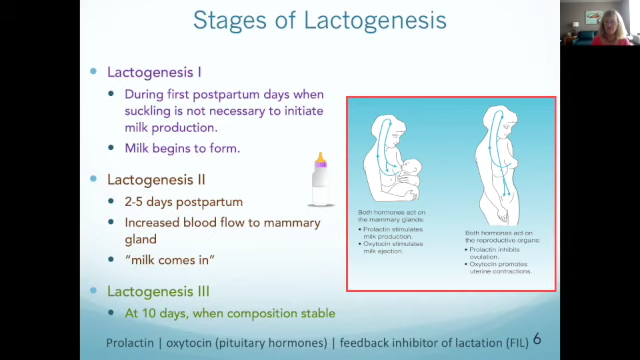 Stages of Lactogenesis
Lactogenesis I
During first postpartum days when
suckling is not necessary to initiate
milk production.
Milk begins to form.
Lactogenesis II
2-5 days postpartum
Increased blood flow to mammary
gland
"milk comes in"
Lactogenesis III
At 10 days, when composition stable
Both hormones act on
the mammary glands:
• Prolactin stimulates
milk production.
• Oxytocin stimulates
milk ejection.
Both hormones act on
the reproductive organs:
• Prolactin inhibits
ovulation.
• Oxytocin promotes
uterine contractions.
Prolactin | oxytocin (pituitary hormones) | feedback inhibitor of lactation (FIL) 6